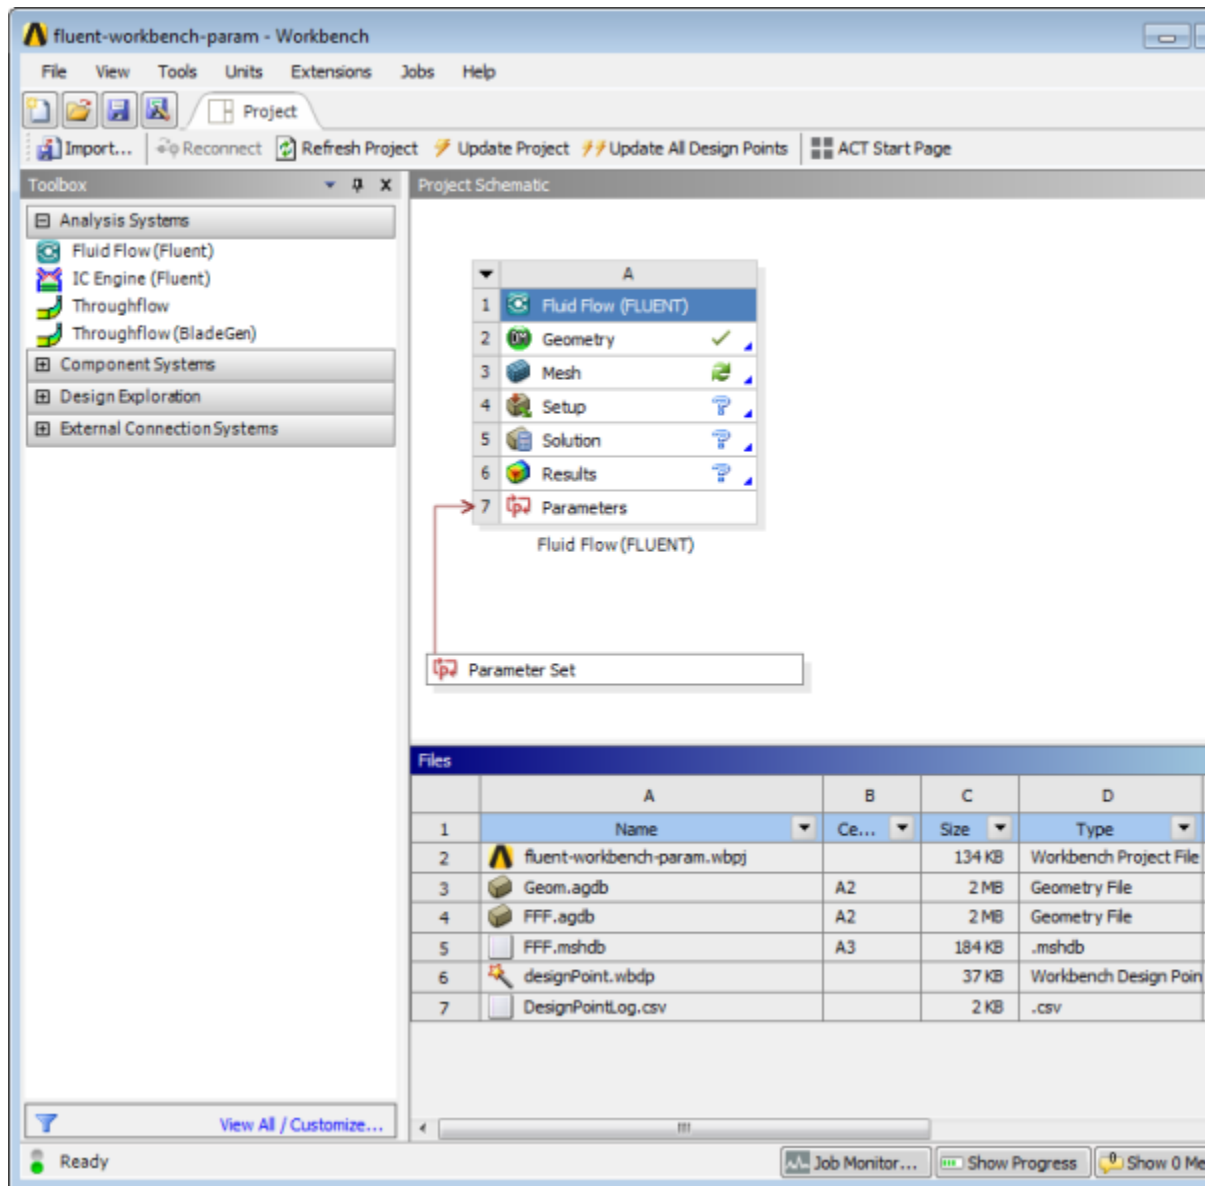 fluent-workbench-param - Workbench
File View Tools Units Extensions Jobs Help
Project
Import... Reconnect Refresh Project Update Project Update All Design Points ACT Start Page
Toolbox
Project Schematic
Analysis Systems
Fluid Flow (Fluent)
IC Engine (Fluent)
Throughflow
Throughflow (BladeGen)
Component Systems
Design Exploration
External Connection Systems
A
1 Fluid Flow (FLUENT)
2 Geometry
3 Mesh
4 Setup
5 Solution
6 Results
7 Parameters
Fluid Flow (FLUENT)
Parameter Set
Files
A B C D
1 Name Ce... Size Type
2 fluent-workbench-param.wbpj 134 KB Workbench Project File
3 Geom.agdb A2 2 MB Geometry File
4 FFF.agdb A2 2 MB Geometry File
5 FFF.mshdb A3 184 KB .mshdb
6 designPoint.wbdp 37 KB Workbench Design Poin
7 DesignPointLog.csv 2 KB .csv
View All / Customize...
Ready
Job Monitor... Show Progress Show 0 Me